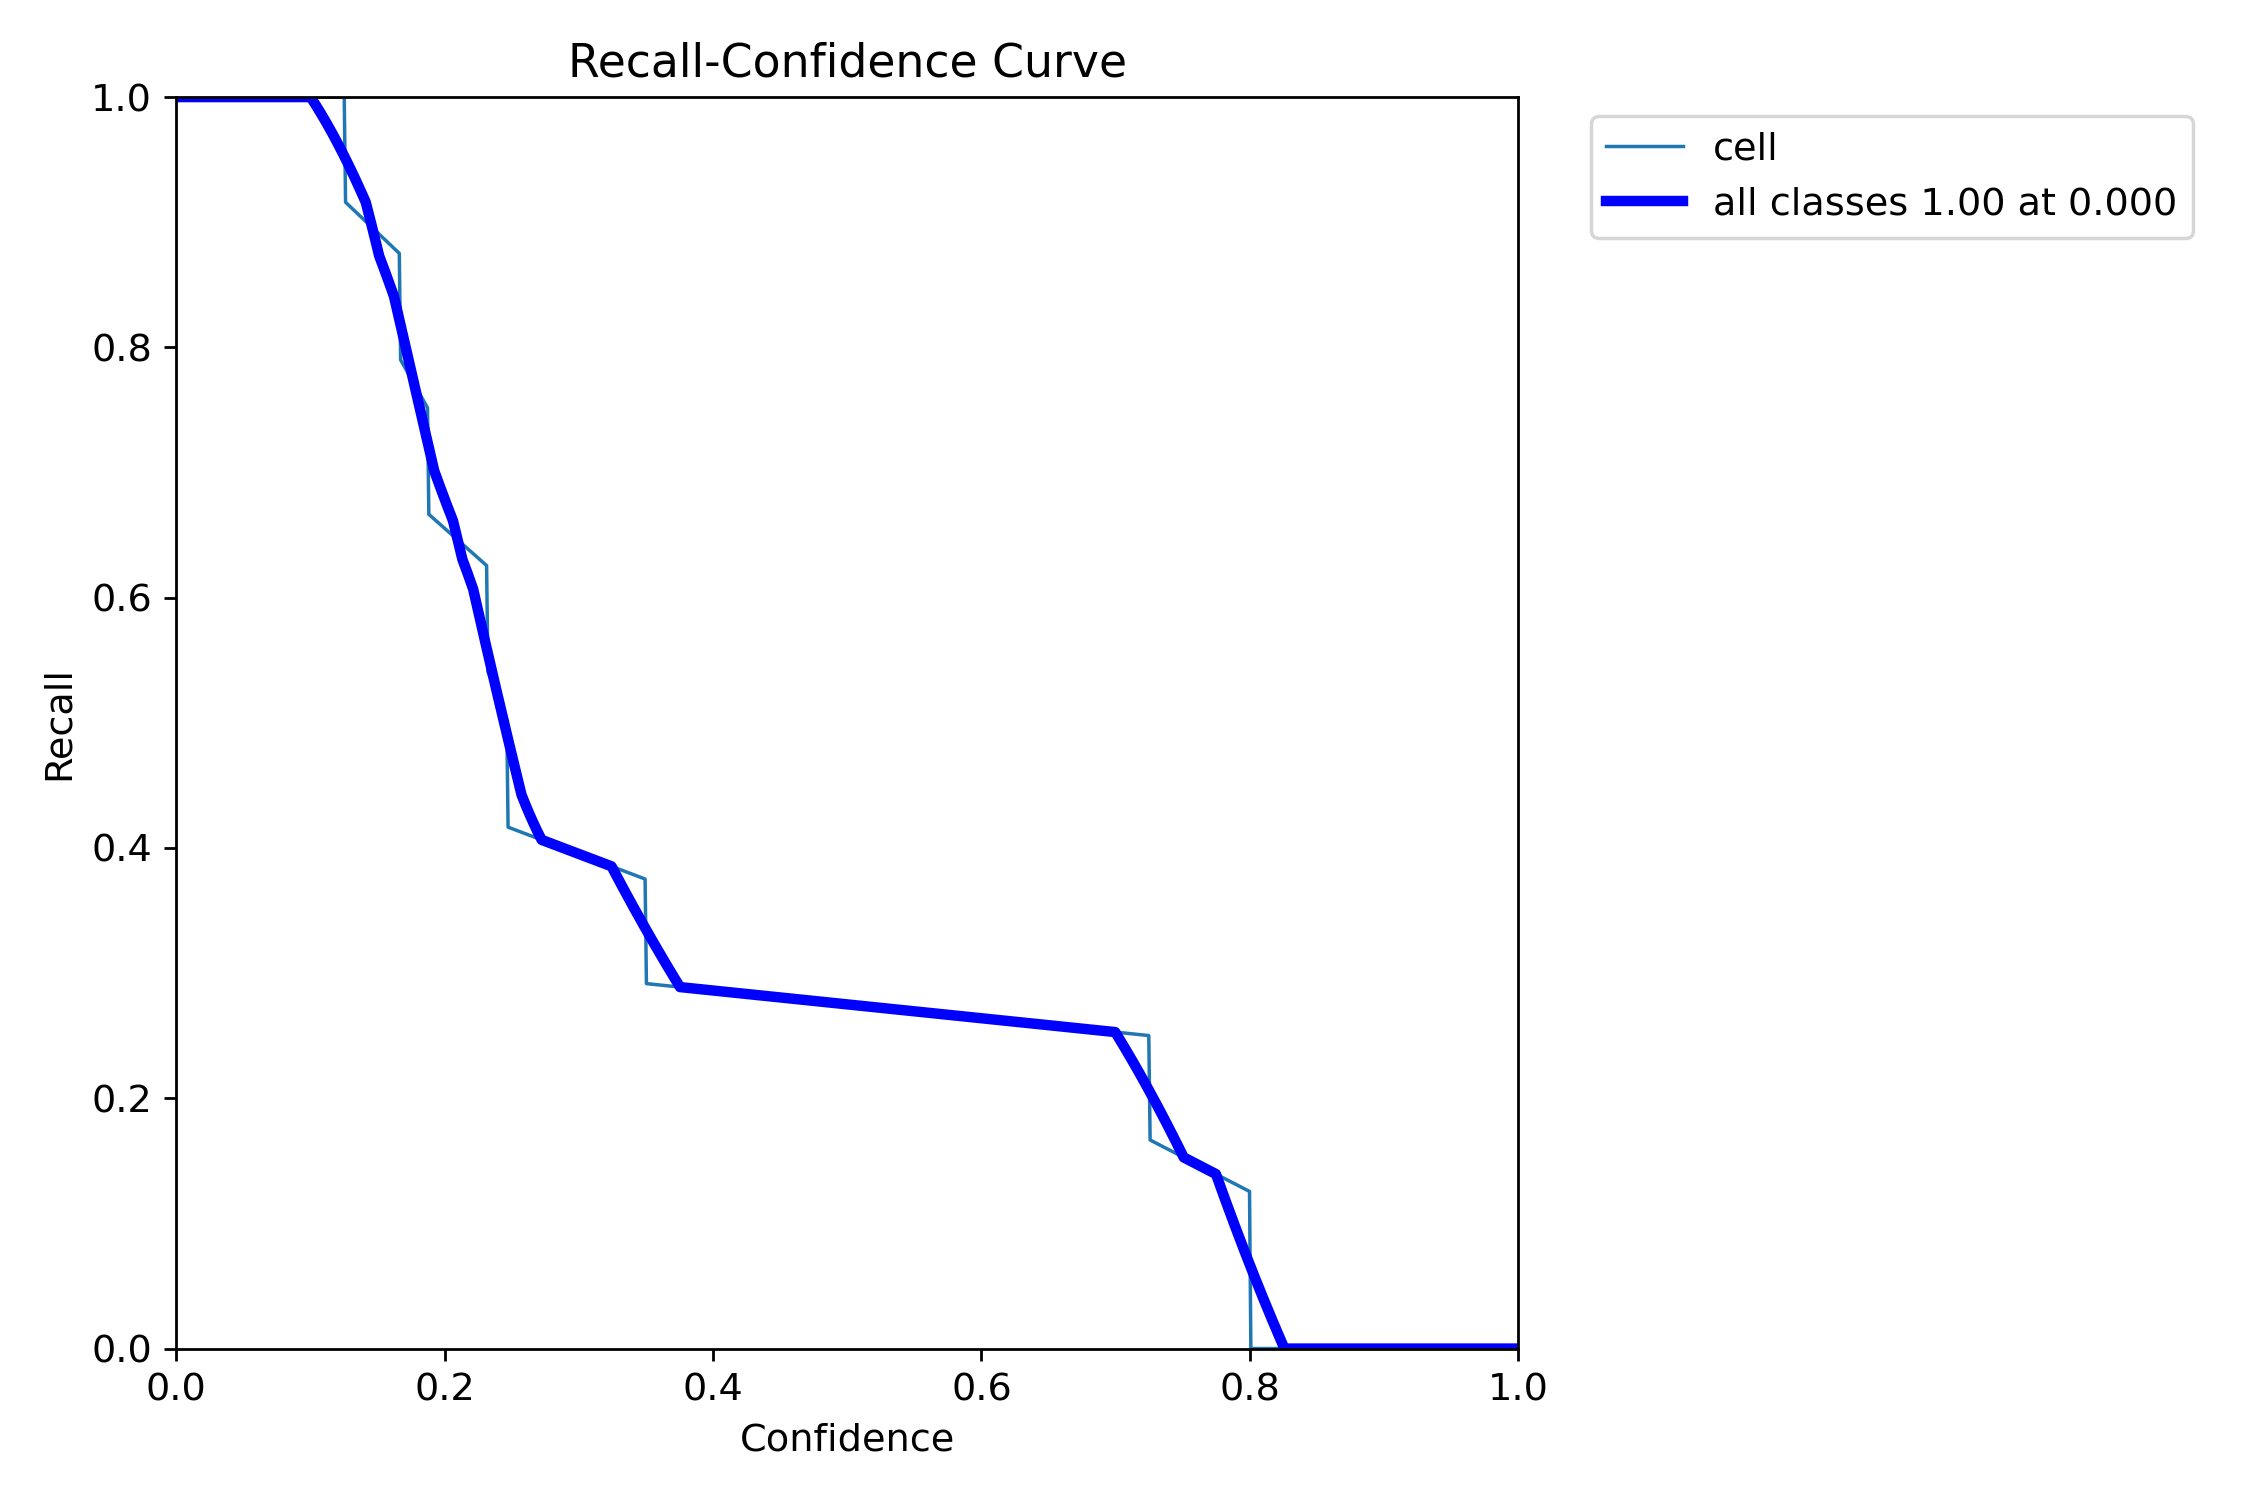 Recall-Confidence Curve
1.0
0.8
0.6
0.4
0.2
0.0
Recall
0.0 0.2 0.4 0.6 0.8 1.0
Confidence
cell
all classes 1.00 at 0.000